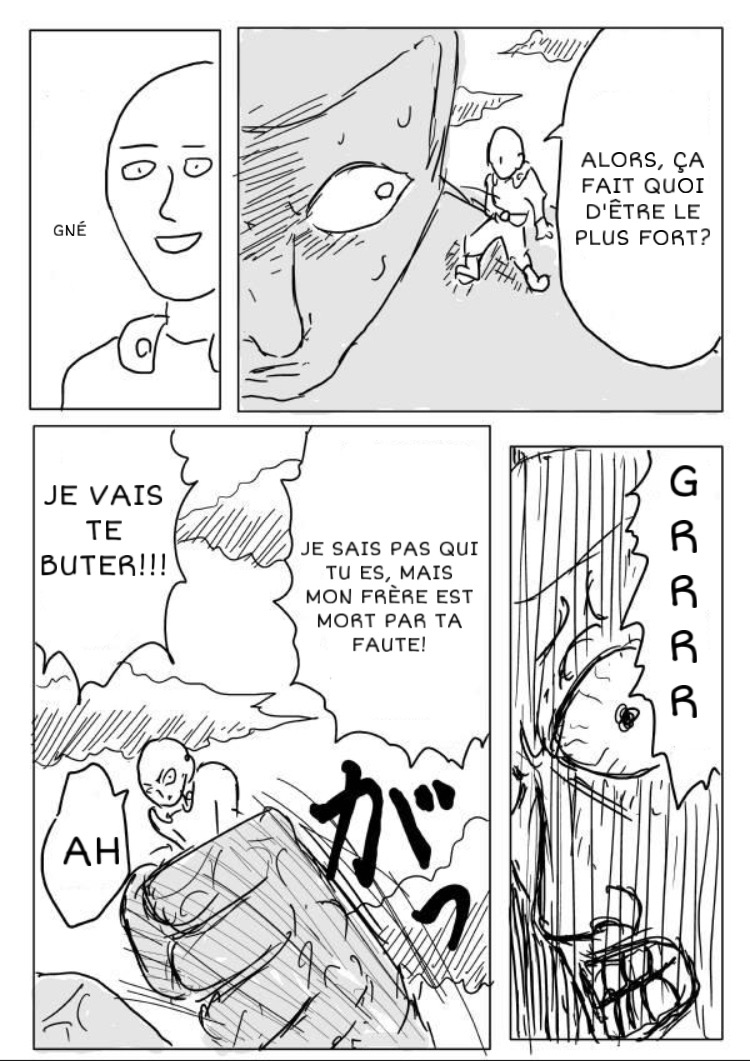 ALORS, ÇA
FAIT QUOI
D'ÊTRE LE
PLUS FORT?
GNÉ
G
R
R
R
R
JE SAIS PAS QUI
TU ES, MAIS
MON FRÈRE EST
MORT PAR TA
FAUTE!
JE VAIS
TE
BUTER!!!
がっ
AH